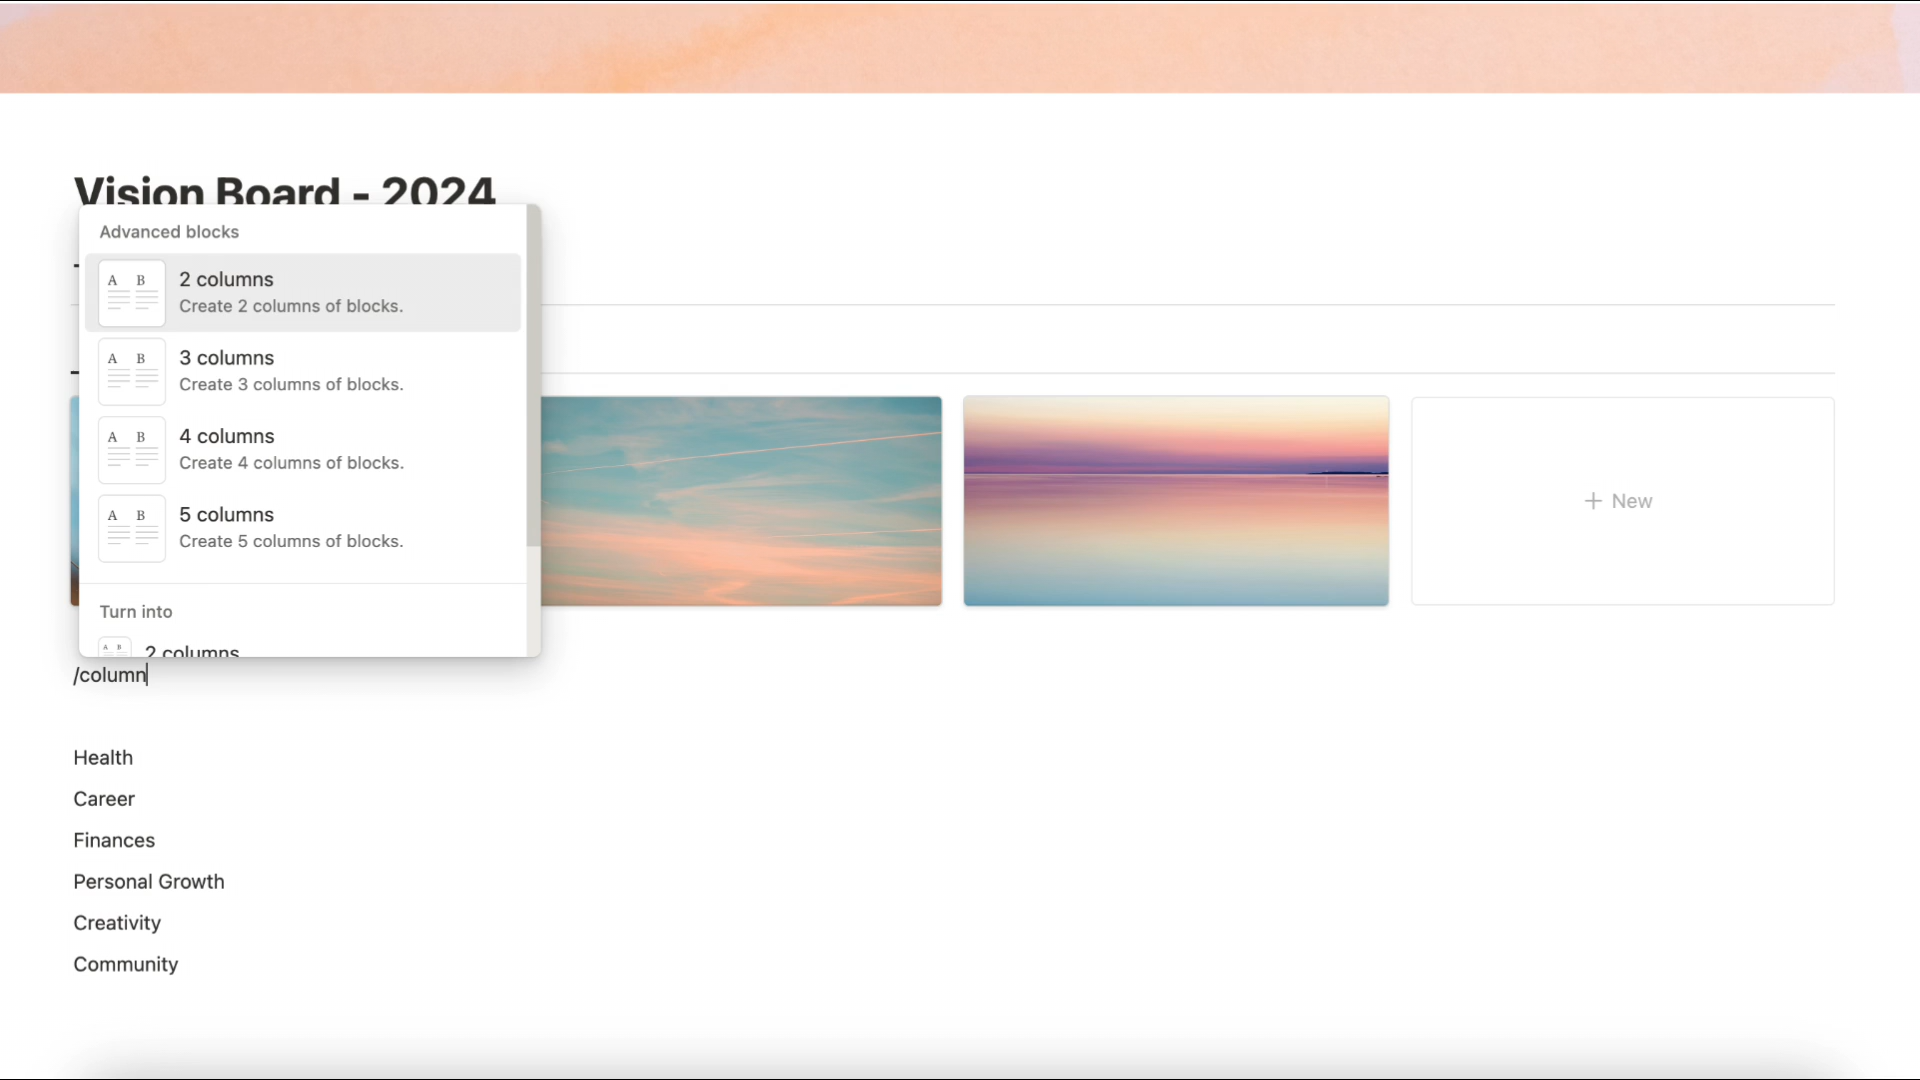 Vision Board - 2024
Advanced blocks
A B
2 columns
Create 2 columns of blocks.
A B
3 columns
Create 3 columns of blocks.
A B
4 columns
Create 4 columns of blocks.
A B
5 columns
Create 5 columns of blocks.
+ New
Turn into
A B
2 columns
/column
Health
Career
Finances
Personal Growth
Creativity
Community